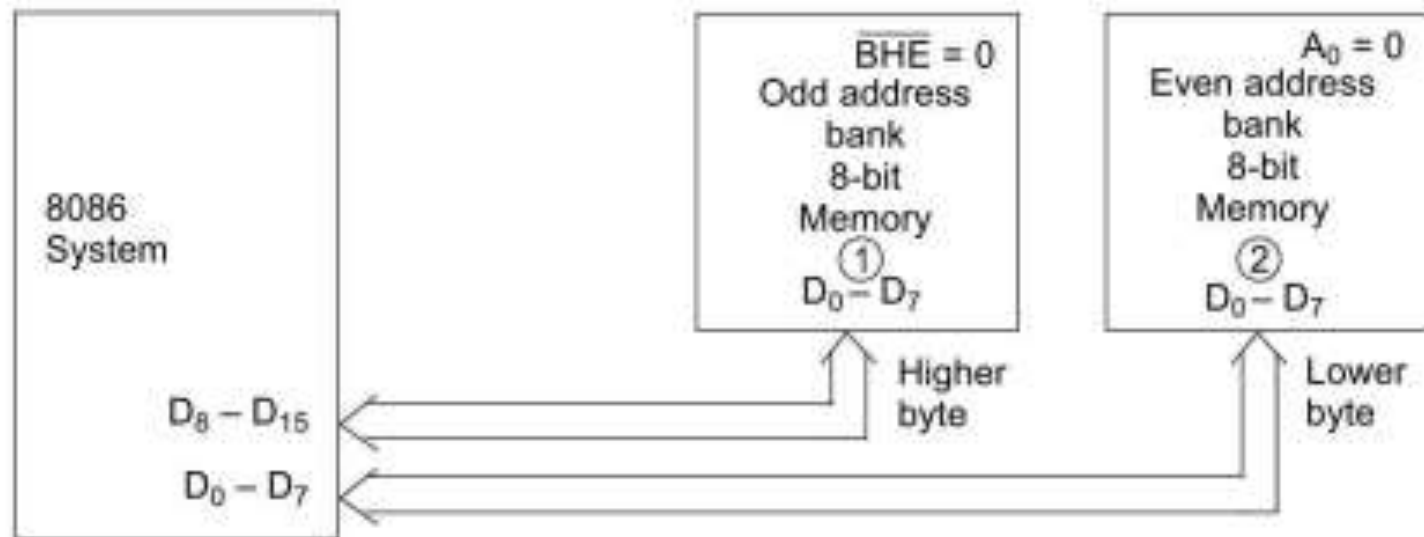 8086
System
D₈ – D₁₅
D₀ – D₇
B̅H̅E̅ = 0
Odd address
bank
8-bit
Memory
①
D₀ – D₇
Higher
byte
A₀ = 0
Even address
bank
8-bit
Memory
②
D₀ – D₇
Lower
byte